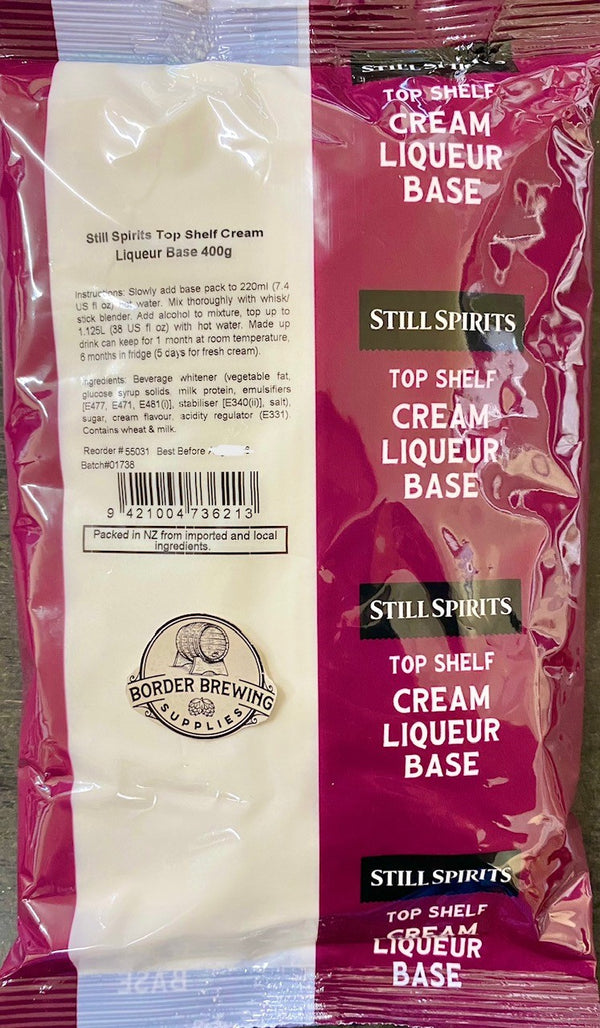 Still Spirits Top Shelf Cream
Liqueur Base 400g
Instructions: Slowly add base pack to 220ml (7.4
US fl oz) hot water. Mix thoroughly with whisk/
stick blender. Add alcohol to mixture, top up to
1.125L (38 US fl oz) with hot water. Made up
drink can keep for 1 month at room temperature,
6 months in fridge (5 days for fresh cream).
Ingredients: Beverage whitener (vegetable fat,
glucose syrup solids, milk protein, emulsifiers
[E477, E471, E481(i)], stabiliser [E340(ii)], salt),
sugar, cream flavour, acidity regulator (E331).
Contains wheat & milk.
Reorder # 55031 Best Before
Batch#01738
9 421004 736213
Packed in NZ from imported and local
ingredients.
BORDER BREWING
SUPPLIES
STILL SPIRITS
TOP SHELF
CREAM
LIQUEUR
BASE
STILL SPIRITS
TOP SHELF
CREAM
LIQUEUR
BASE
STILL SPIRITS
TOP SHELF
CREAM
LIQUEUR
BASE
STILL SPIRITS
TOP SHELF
CREAM
LIQUEUR
BASE
BASE